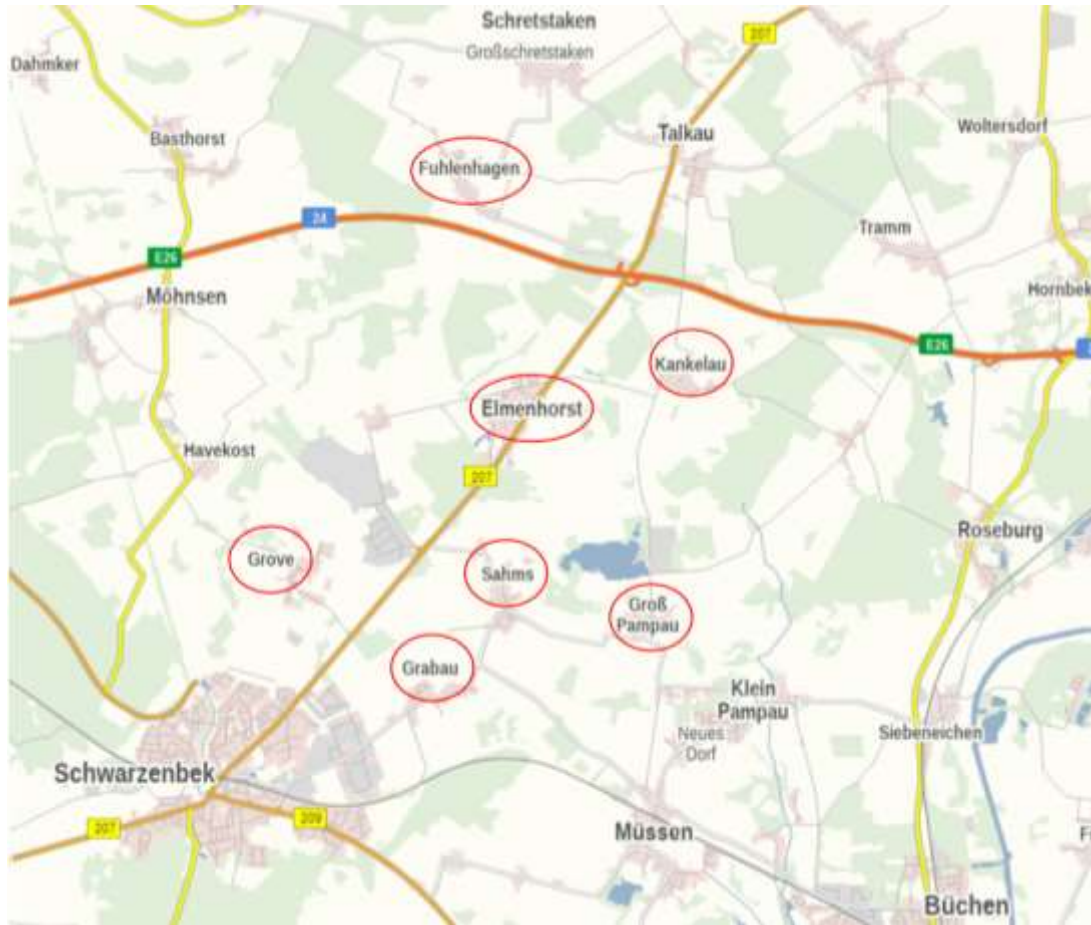 Schretstaken
Großschretstaken
207
Dahmker
Basthorst
Talkau
Woltersdorf
Fuhlenhagen
24
Tramm
E26
Möhnsen
Hornbek
E26
Kankelau
Elmenhorst
Havekost
207
Roseburg
Grove
Sahms
Groß
Pampau
Grabau
Klein
Pampau
Neues
Dorf
Siebeneichen
Schwarzenbek
207
209
Müssen
Büchen